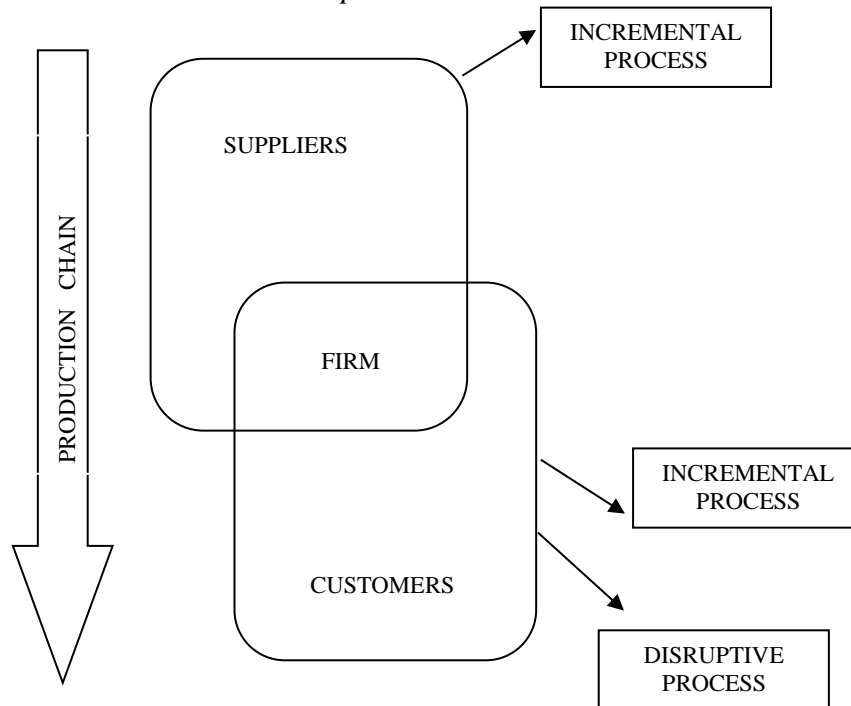 INCREMENTAL
PROCESS
SUPPLIERS
PRODUCTION CHAIN
FIRM
INCREMENTAL
PROCESS
CUSTOMERS
DISRUPTIVE
PROCESS